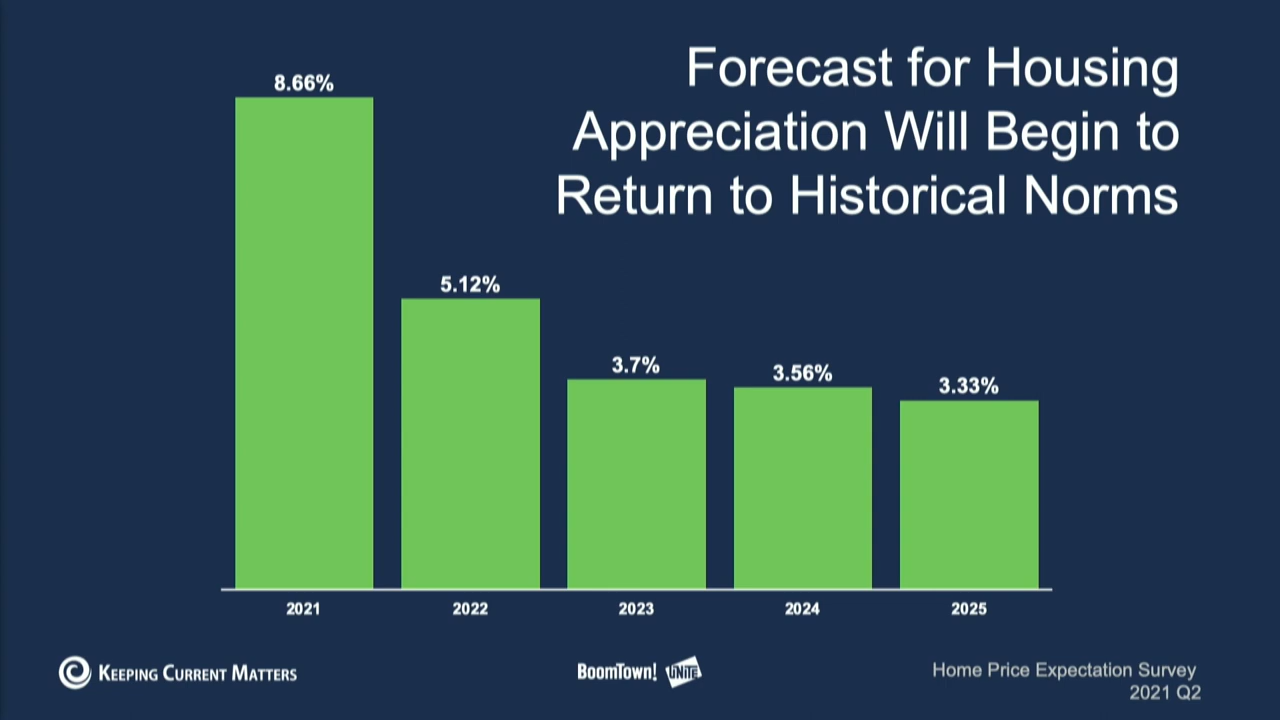 Forecast for Housing
Appreciation Will Begin to
Return to Historical Norms
8.66%
5.12%
3.7%
3.56%
3.33%
2021
2022
2023
2024
2025
KEEPING CURRENT MATTERS
BoomTown! UNITE
Home Price Expectation Survey
2021 Q2